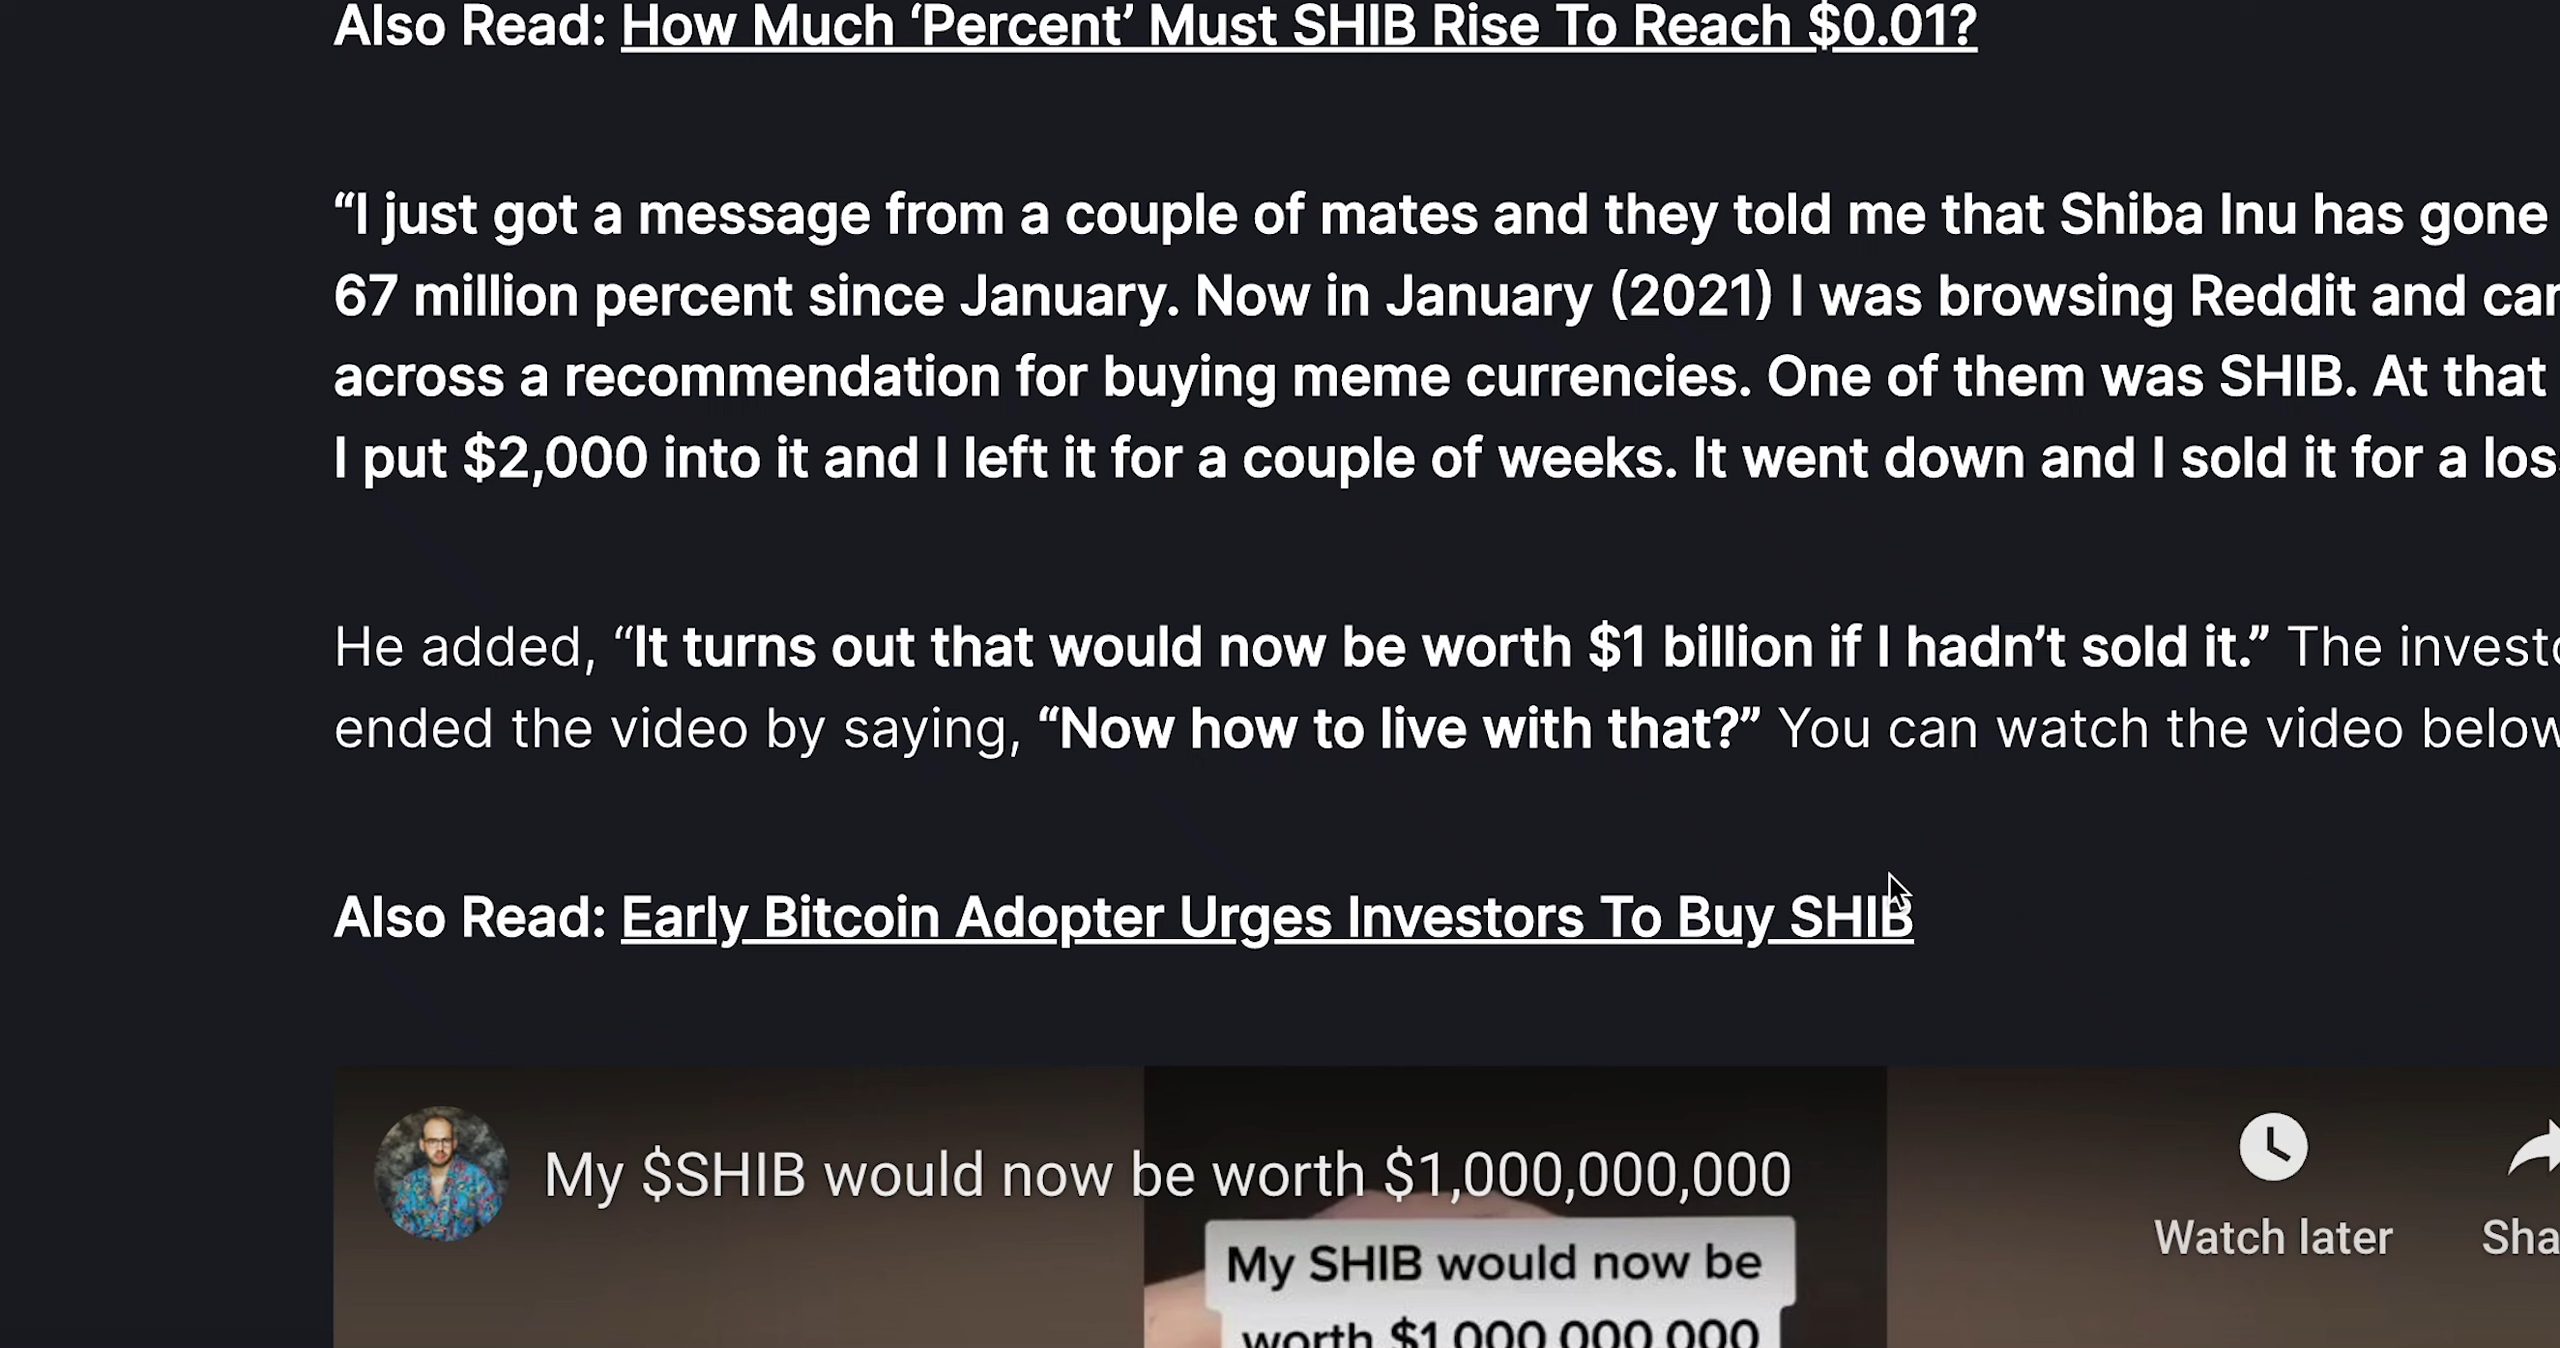 Also Read: How Much ‘Percent’ Must SHIB Rise To Reach $0.01?
“I just got a message from a couple of mates and they told me that Shiba Inu has gone
67 million percent since January. Now in January (2021) I was browsing Reddit and
across a recommendation for buying meme currencies. One of them was SHIB. At that
I put $2,000 into it and I left it for a couple of weeks. It went down and I sold it for a
He added, “It turns out that would now be worth $1 billion if I hadn’t sold it.” The
ended the video by saying, “Now how to live with that?” You can watch the video below
Also Read: Early Bitcoin Adopter Urges Investors To Buy SHIB
My $SHIB would now be worth $1,000,000,000
Watch later
My SHIB would now be
worth $1,000,000,000